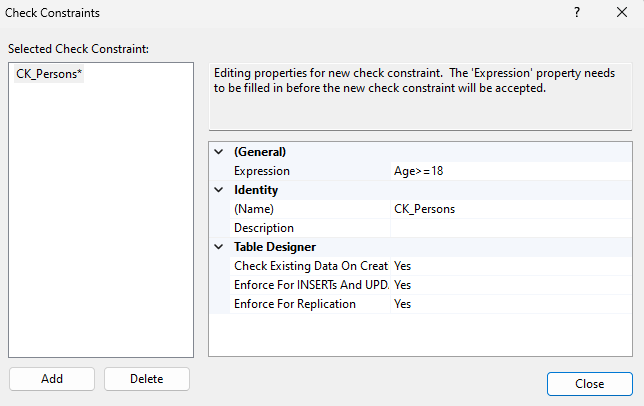 Check Constraints
?
Selected Check Constraint:
CK_Persons*
Editing properties for new check constraint.  The 'Expression' property needs
to be filled in before the new check constraint will be accepted.
(General)
Expression Age>=18
Identity
(Name) CK_Persons
Description
Table Designer
Check Existing Data On Creat Yes
Enforce For INSERTs And UPD. Yes
Enforce For Replication Yes
Add Delete
Close